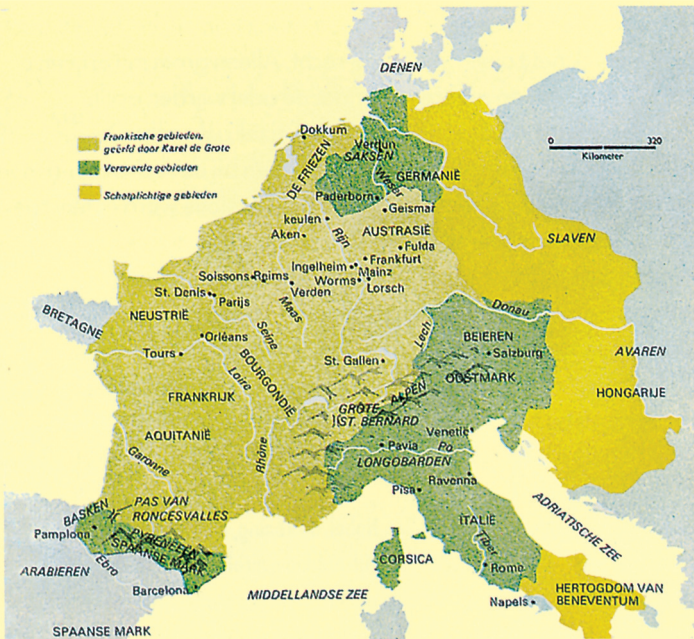 DENEN
Frankische gebieden,
geërfd door Karel de Grote
Veroverde gebieden
Schatplichtige gebieden
0 320
Kilometer
Dokkum
DE FRIEZEN
Verdun
SAKSEN
Weser
GERMANIË
Paderborn
Geismar
keulen
Aken
Rijn
AUSTRASIË
Fulda
SLAVEN
Ingelheim
Frankfurt
Mainz
Worms
Lorsch
Soissons
Reims
Verden
Maas
St. Denis
Parijs
BRETAGNE
NEUSTRIË
Seine
Donau
Orléans
Tours
Loire
BOURGONDIË
St. Gallen
Lech
BEIEREN
Salzburg
OOSTMARK
AVAREN
HONGARIJE
FRANKRIJK
ALPEN
GROTE
ST. BERNARD
AQUITANIË
Garonne
Rhône
Venetië
Pavia
Po
LONGOBARDEN
Ravenna
Pisa
ADRIATISCHE ZEE
BASKEN
PAS VAN
RONCESVALLES
Pamplona
PYRENEEËN
SPAANSE MARK
Ebro
ARABIEREN
Barcelona
ITALIË
Tiber
Rome
CORSICA
MIDDELLANDSE ZEE
Napels
HERTOGDOM VAN
BENEVENTUM
SPAANSE MARK